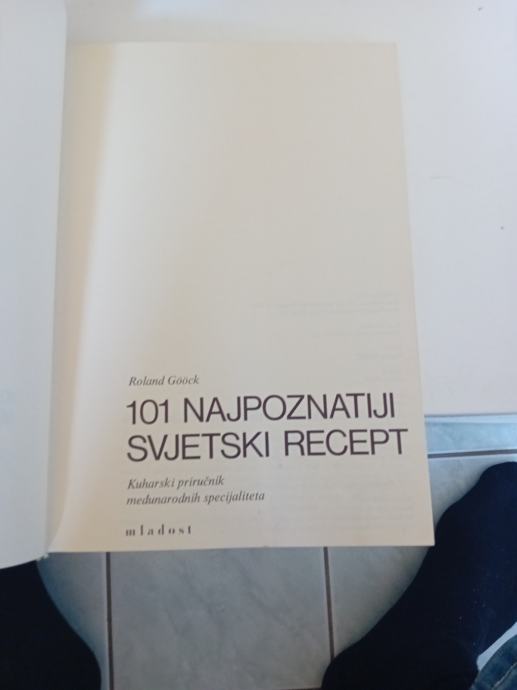 Roland Gööck
101 NAJPOZNATIJI
SVJETSKI RECEPT
Kuharski priručnik
međunarodnih specijaliteta
mladost